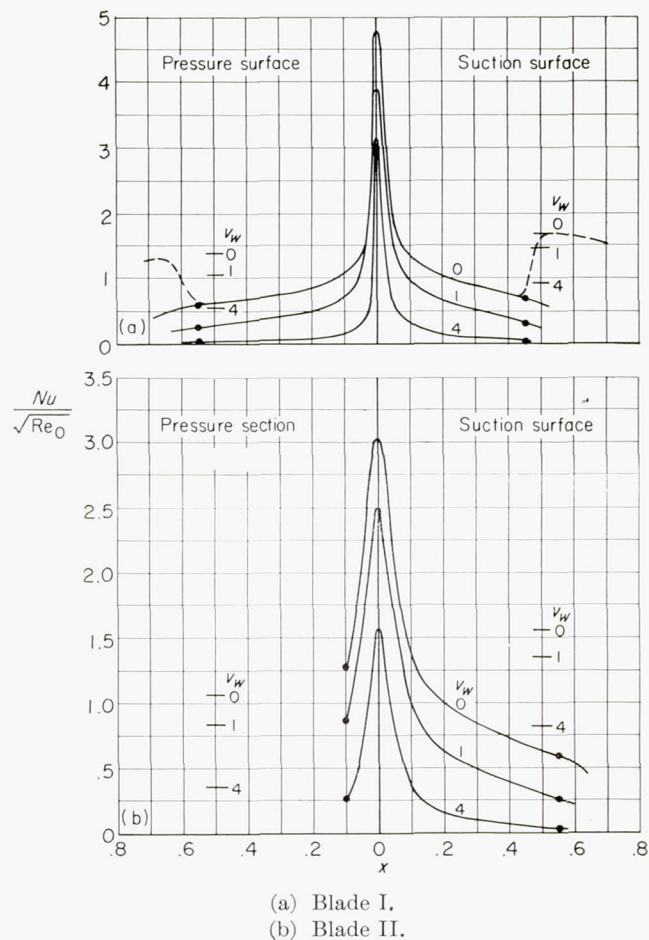 5
4
3
2
1
0
Pressure surface
Suction surface
V_w
0
1
4
0
1
4
V_w
0
1
4
(a)
Nu
√Re₀
3.5
3.0
2.5
2.0
1.5
1.0
.5
0
Pressure section
Suction surface
V_w
0
1
4
V_w
0
1
4
V_w
0
1
4
(b)
.8 .6 .4 .2 0 .2 .4 .6 .8
x
(a) Blade I.
(b) Blade II.